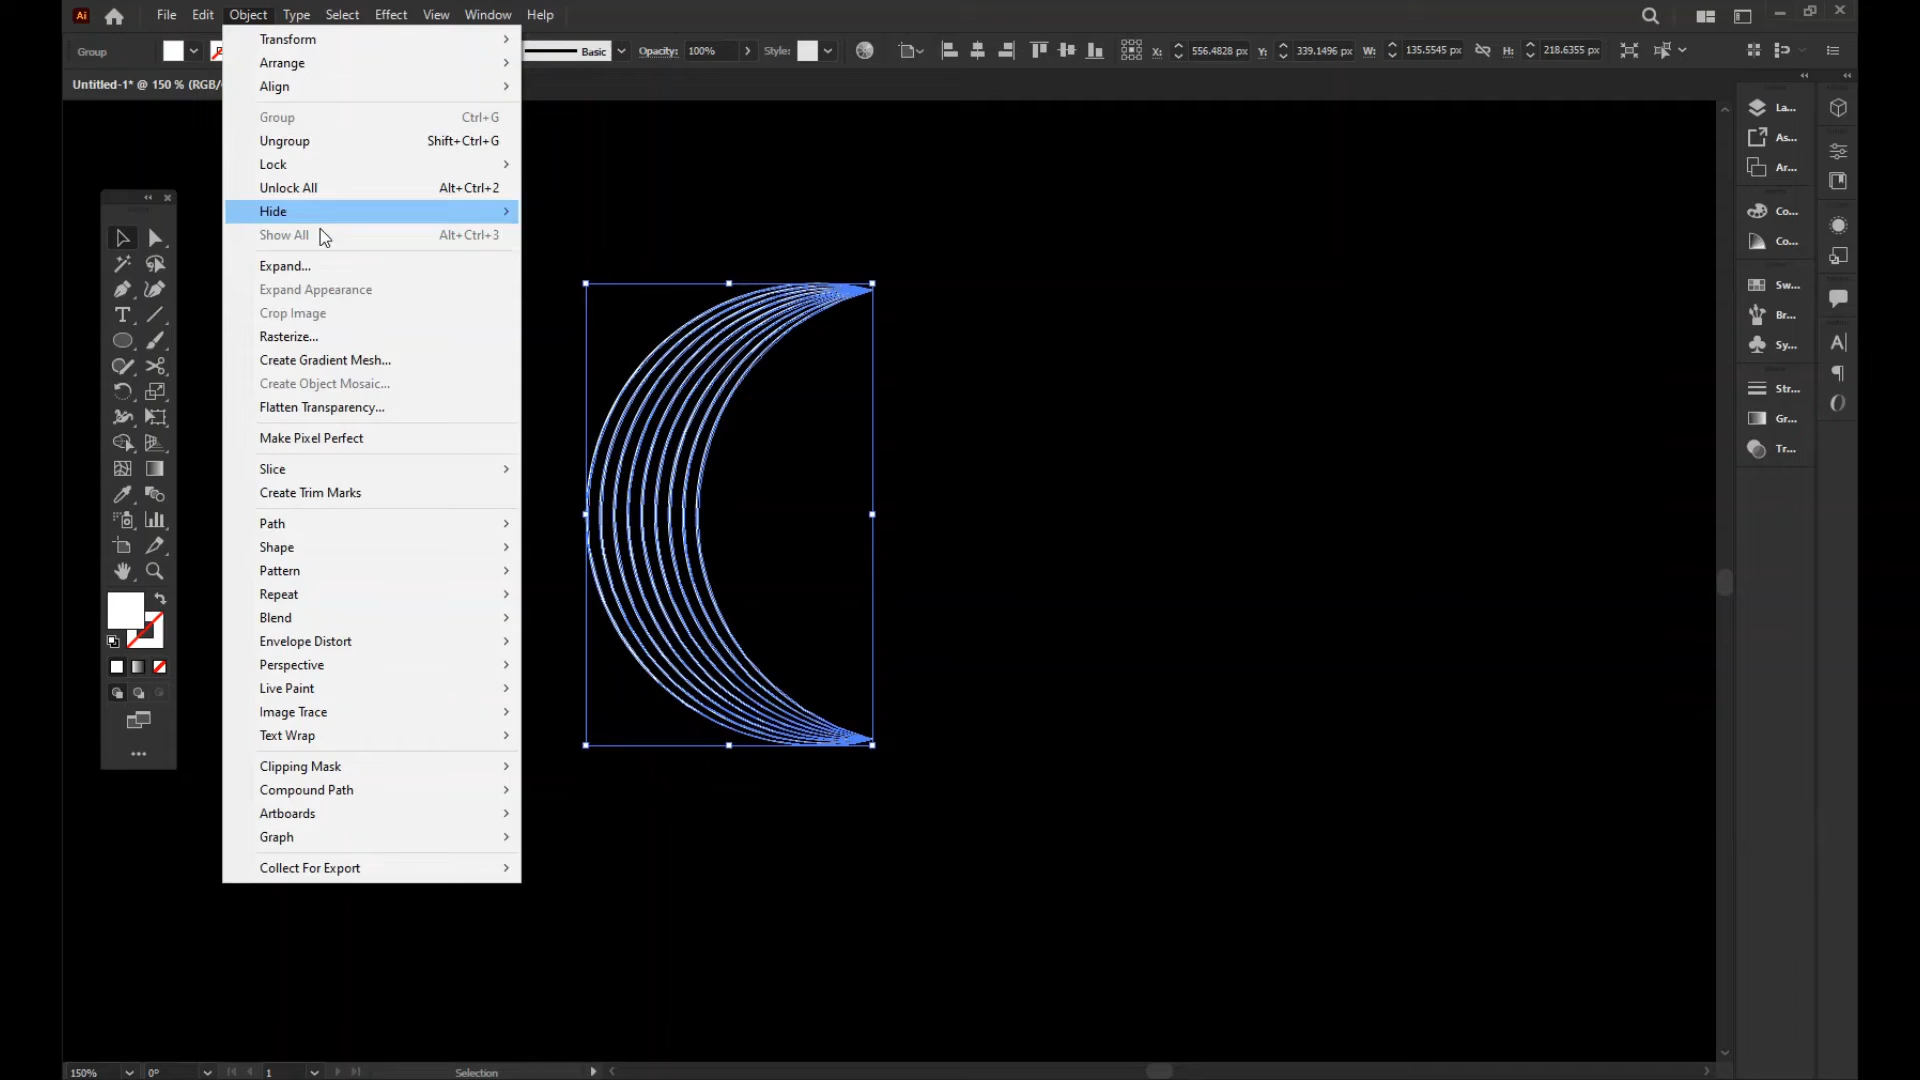 Ai File Edit Object Type Select Effect View Window Help
Group Basic Opacity: 100% Style: X: 556.4828 px Y: 339.1496 px W: 135.5545 px H: 218.6355 px
Untitled-1* @ 150 % (RGB/
Transform
Arrange
Align
Group Ctrl+G
Ungroup Shift+Ctrl+G
Lock
Unlock All Alt+Ctrl+2
Hide
Show All Alt+Ctrl+3
Expand...
Expand Appearance
Crop Image
Rasterize...
Create Gradient Mesh...
Create Object Mosaic...
Flatten Transparency...
Make Pixel Perfect
Slice
Create Trim Marks
Path
Shape
Pattern
Repeat
Blend
Envelope Distort
Perspective
Live Paint
Image Trace
Text Wrap
Clipping Mask
Compound Path
Artboards
Graph
Collect For Export
La...
As...
Ar...
Co...
Co...
Sw...
Br...
Sy...
Str...
Gr...
Tr...
150% 0° 1 Selection